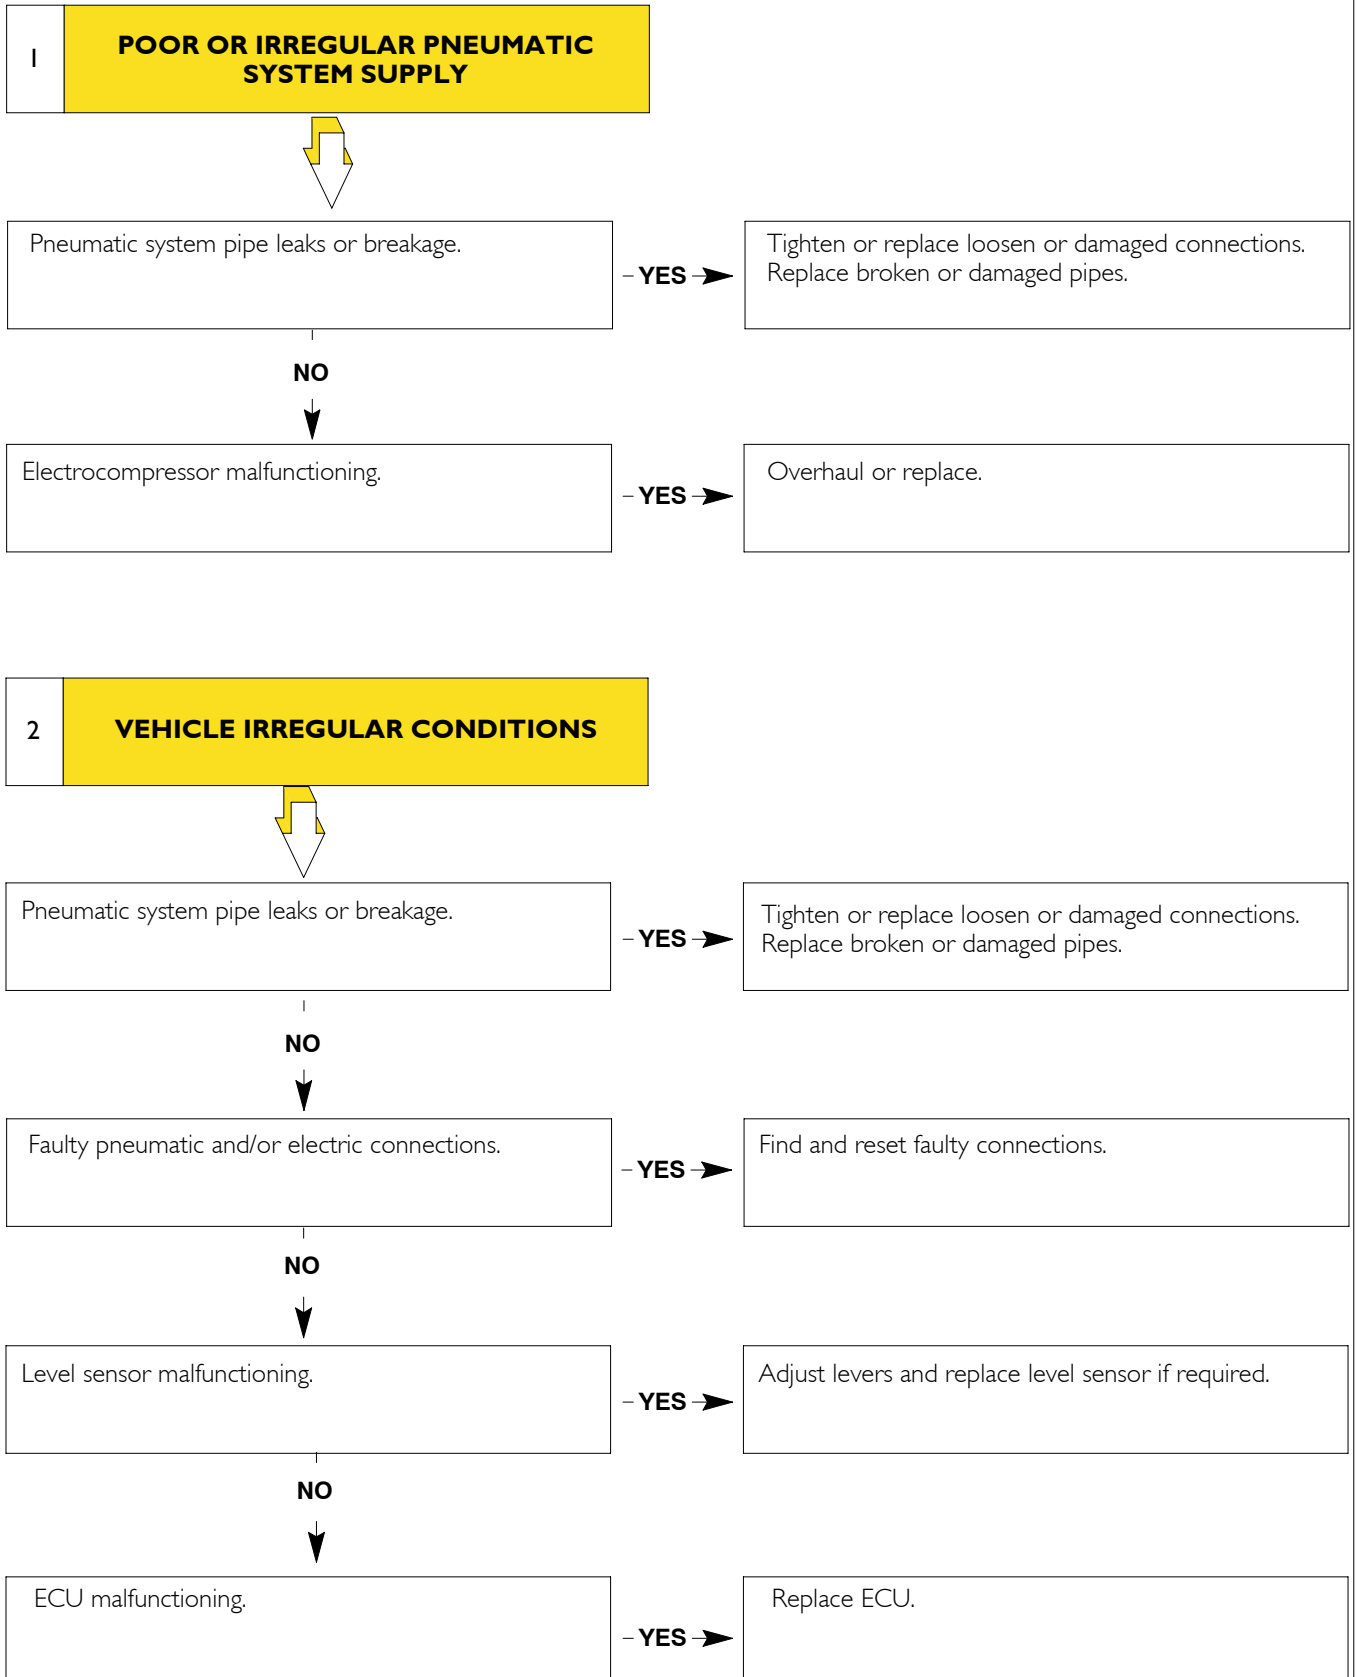 1
POOR OR IRREGULAR PNEUMATIC
SYSTEM SUPPLY
Pneumatic system pipe leaks or breakage.
YES
Tighten or replace loosen or damaged connections.
Replace broken or damaged pipes.
NO
Electrocompressor malfunctioning.
YES
Overhaul or replace.
2
VEHICLE IRREGULAR CONDITIONS
Pneumatic system pipe leaks or breakage.
YES
Tighten or replace loosen or damaged connections.
Replace broken or damaged pipes.
NO
Faulty pneumatic and/or electric connections.
YES
Find and reset faulty connections.
NO
Level sensor malfunctioning.
YES
Adjust levers and replace level sensor if required.
NO
ECU malfunctioning.
YES
Replace ECU.